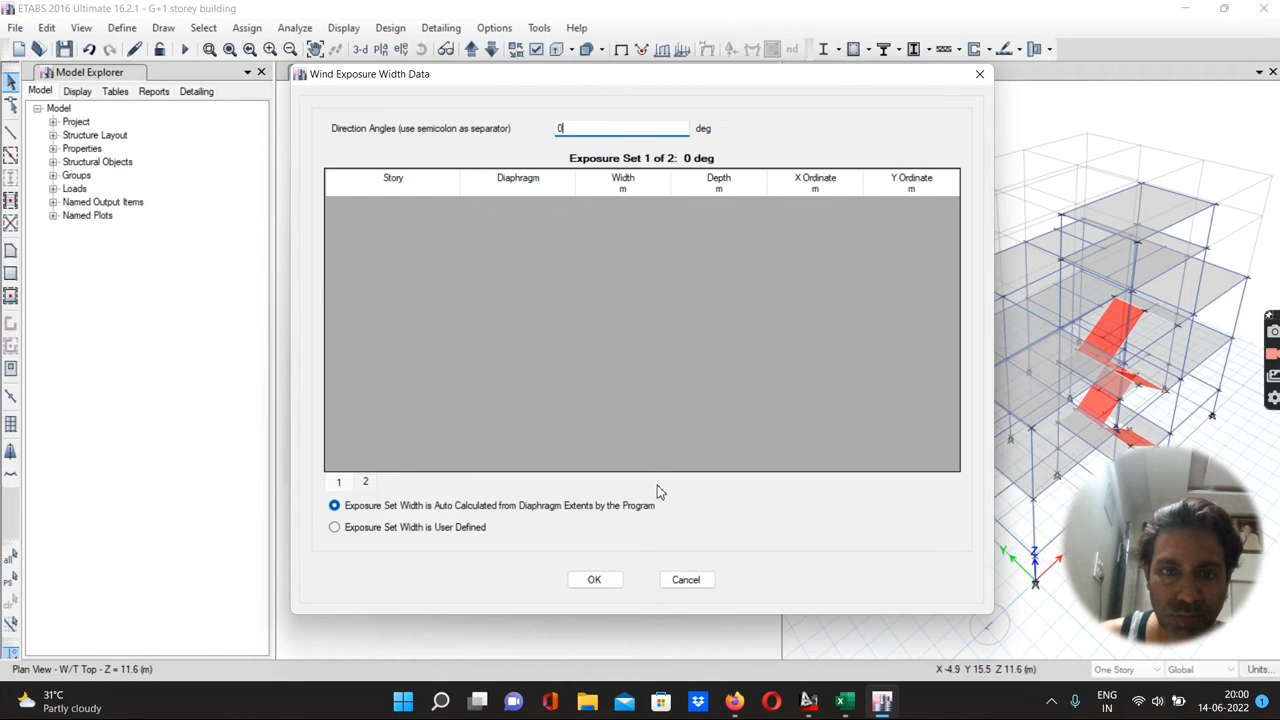 ETABS 2016 Ultimate 16.2.1 - G+1 storey building
File Edit View Define Draw Select Assign Analyze Display Design Detailing Options Tools Help
3-d nd
Model Explorer
Model Display Tables Reports Detailing
Model
Project
Structure Layout
Properties
Structural Objects
Groups
Loads
Named Output Items
Named Plots
Wind Exposure Width Data
Direction Angles (use semicolon as separator) 0 deg
Exposure Set 1 of 2: 0 deg
Story Diaphragm Width Depth X Ordinate Y Ordinate
m m m m
1 2
Exposure Set Width is Auto Calculated from Diaphragm Extents by the Program
Exposure Set Width is User Defined
OK Cancel
all
PS
clr
Y Z
Plan View - W/T Top - Z = 11.6 (m) X -4.9 Y 15.5 Z 11.6 (m) One Story Global Units...
31°C
Partly cloudy
ENG
IN
20:00
14-06-2022
1